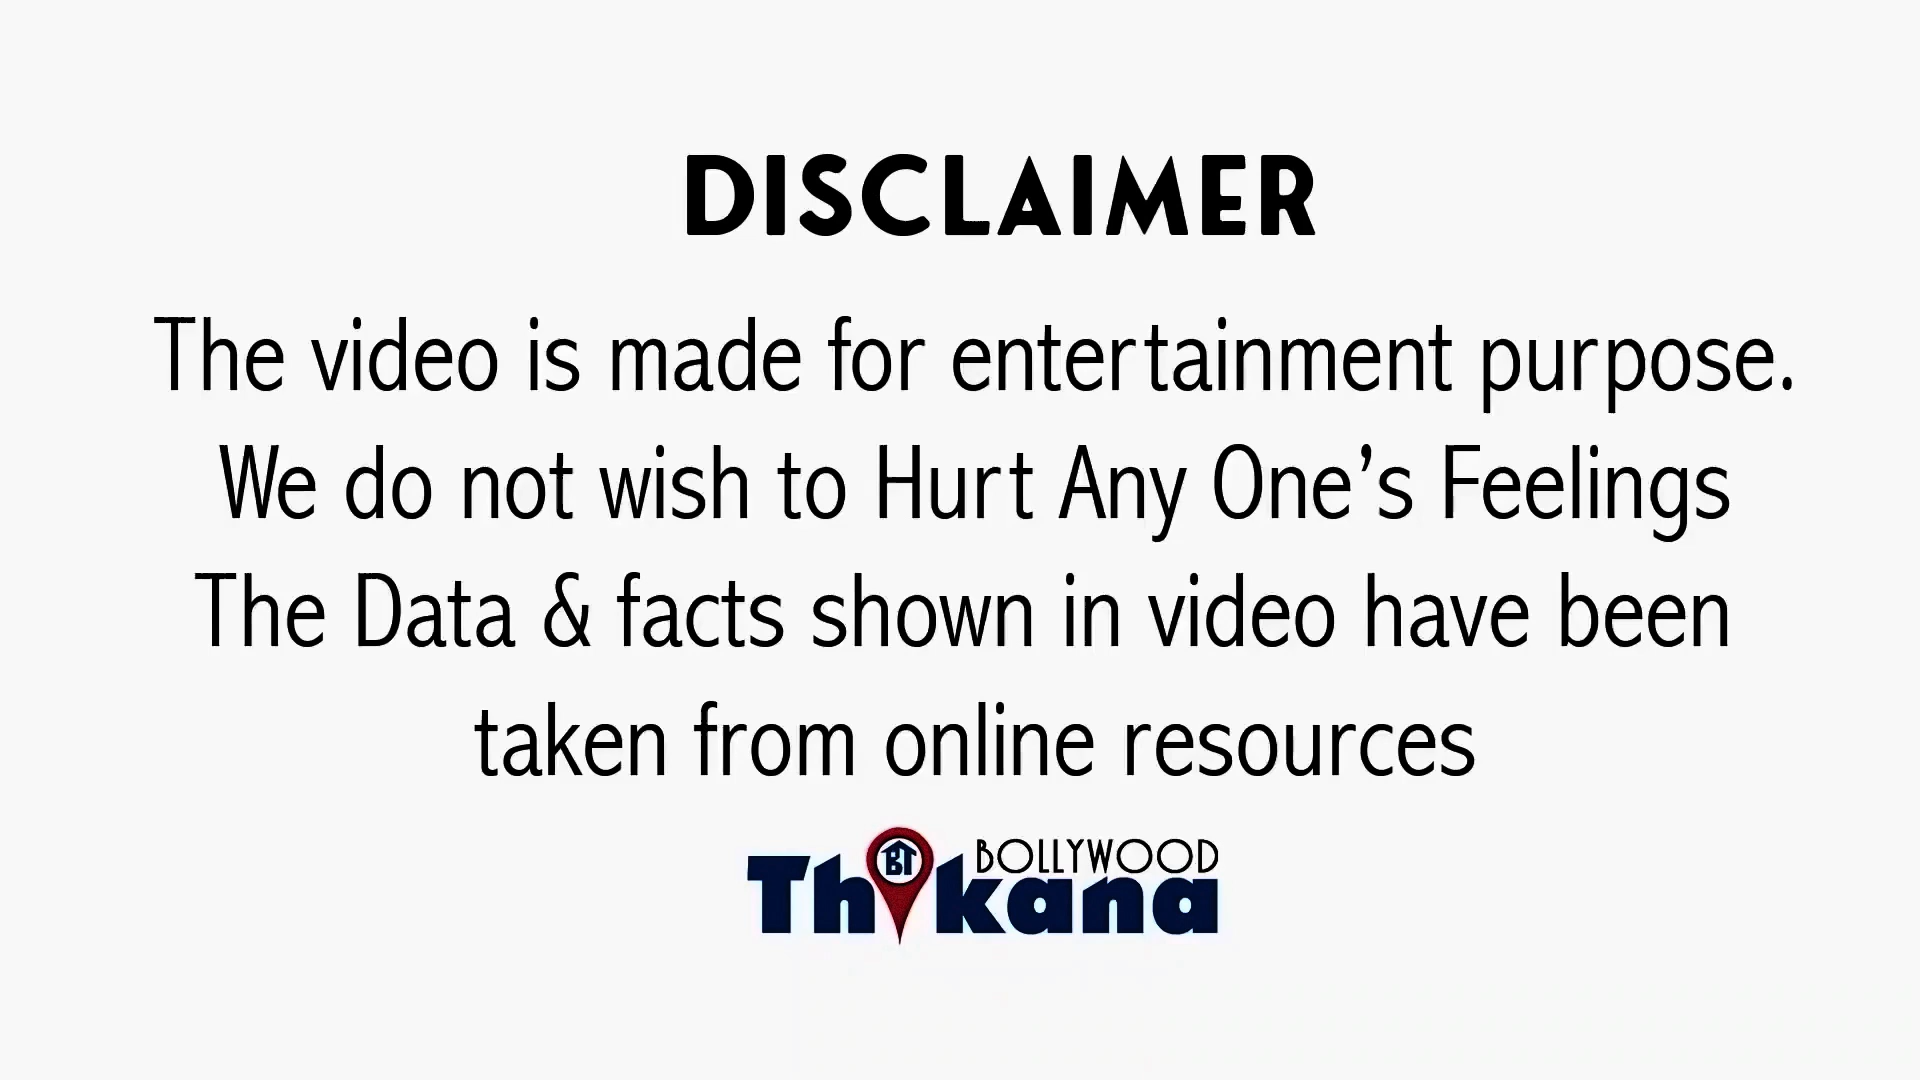 DISCLAIMER
The video is made for entertainment purpose.
We do not wish to Hurt Any One’s Feelings
The Data & facts shown in video have been
taken from online resources
BOLLYWOOD
BT
Thikana